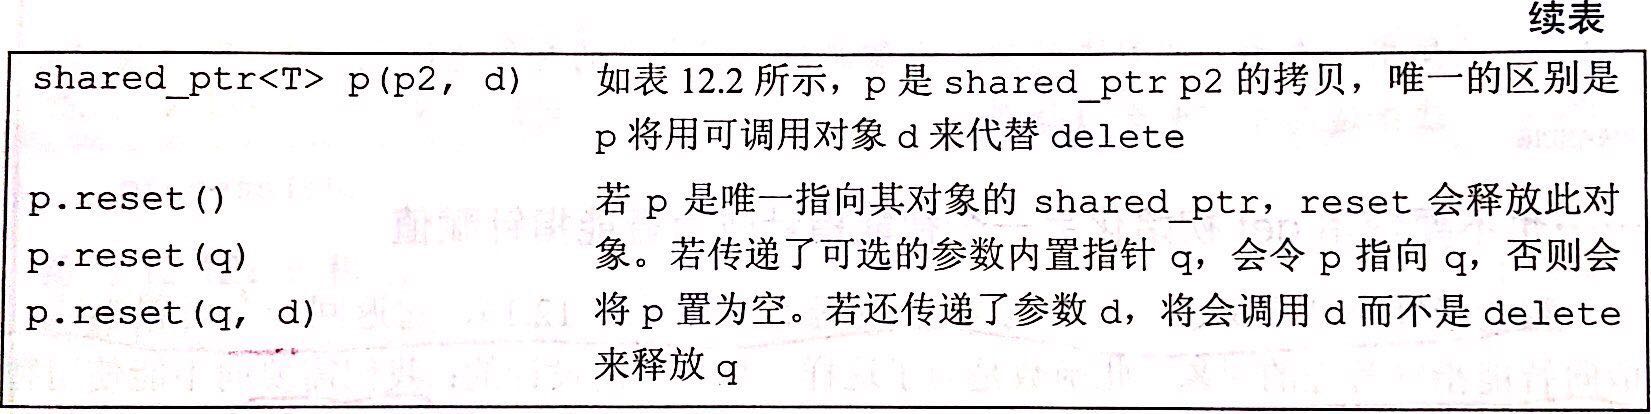 续表
shared_ptr<T> p(p2, d) 如表 12.2 所示，p 是 shared_ptr p2 的拷贝，唯一的区别是
p 将用可调用对象 d 来代替 delete
p.reset() 若 p 是唯一指向其对象的 shared_ptr，reset 会释放此对
p.reset(q) 象。若传递了可选的参数内置指针 q，会令 p 指向 q，否则会
p.reset(q, d) 将 p 置为空。若还传递了参数 d，将会调用 d 而不是 delete
来释放 q